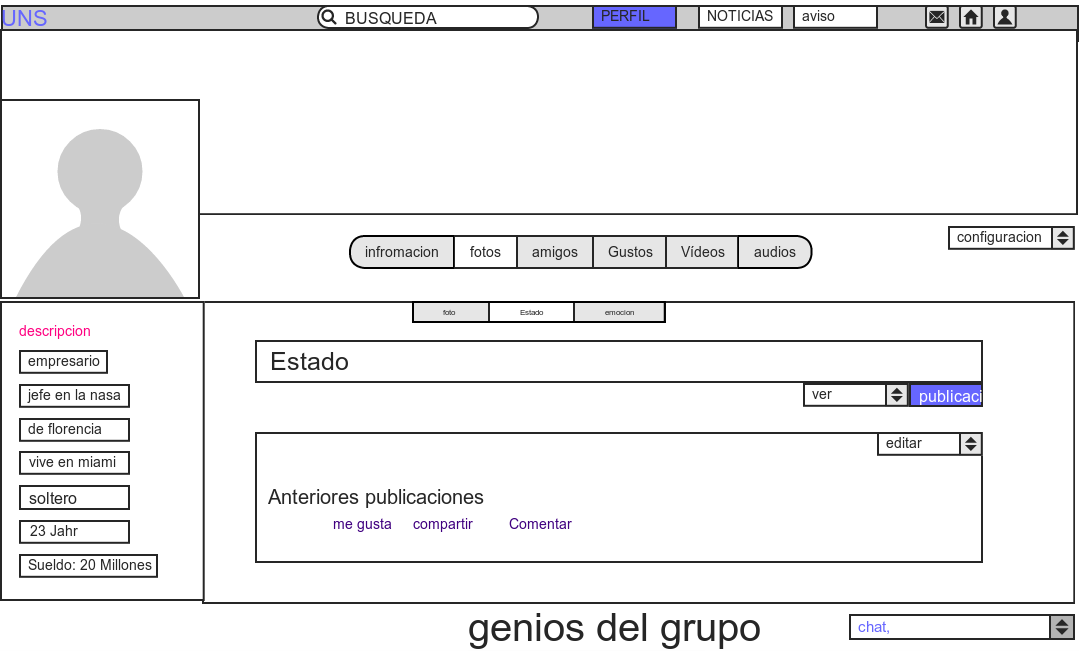 UNS
BUSQUEDA
PERFIL
NOTICIAS
aviso
infromacion
fotos
amigos
Gustos
Vídeos
audios
configuracion
foto
Estado
emocion
descripcion
empresario
jefe en la nasa
de florencia
vive en miami
soltero
23 Jahr
Sueldo: 20 Millones
Estado
ver
publicaci
editar
Anteriores publicaciones
me gusta
compartir
Comentar
genios del grupo
chat,